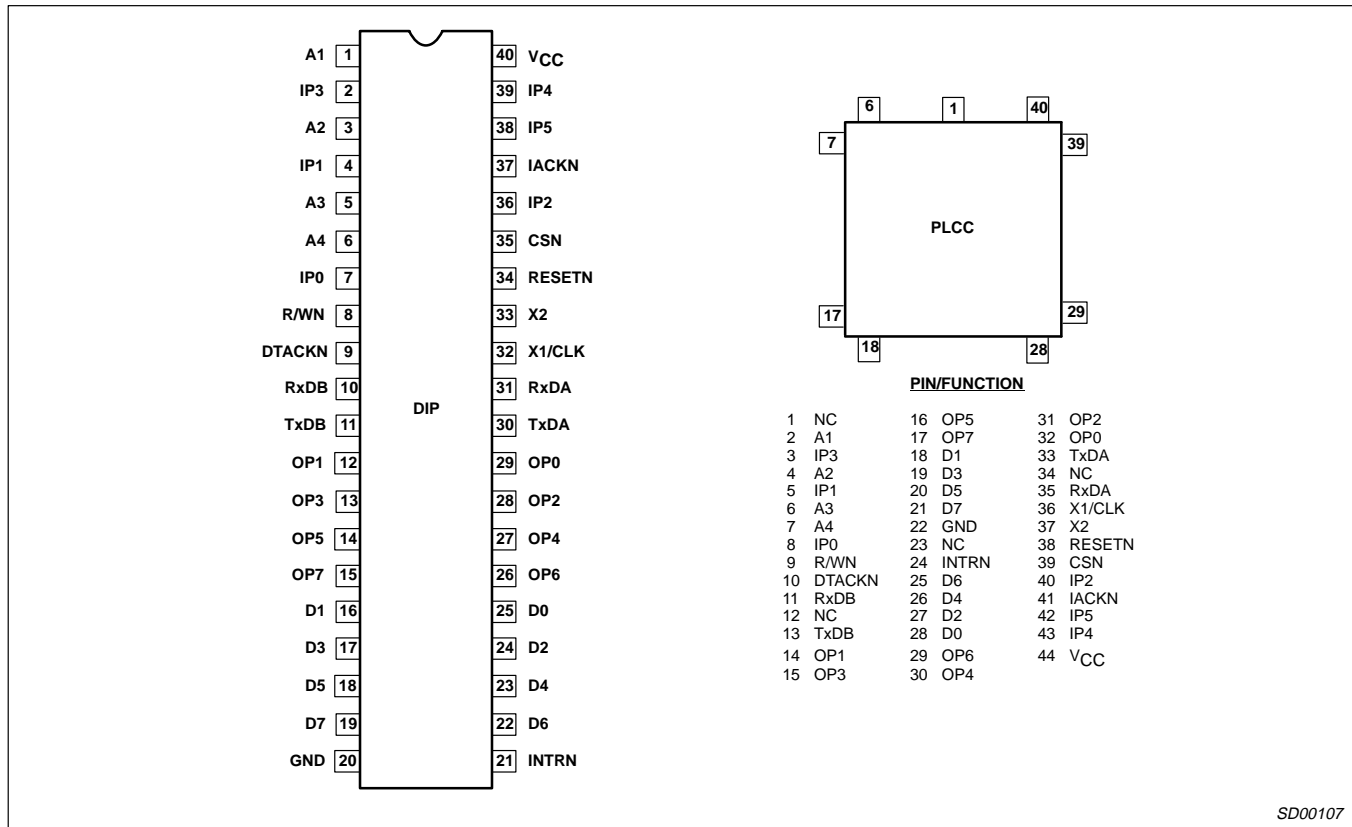 A1 1 40 VCC
IP3 2 39 IP4
A2 3 38 IP5
IP1 4 37 IACKN
A3 5 36 IP2
A4 6 35 CSN
IP0 7 34 RESETN
R/WN 8 33 X2
DTACKN 9 32 X1/CLK
RxDB 10 31 RxDA
DIP
TxDB 11 30 TxDA
OP1 12 29 OP0
OP3 13 28 OP2
OP5 14 27 OP4
OP7 15 26 OP6
D1 16 25 D0
D3 17 24 D2
D5 18 23 D4
D7 19 22 D6
GND 20 21 INTRN
6 1 40
7 39
PLCC
17 29
18 28
PIN/FUNCTION
1 NC 16 OP5 31 OP2
2 A1 17 OP7 32 OP0
3 IP3 18 D1 33 TxDA
4 A2 19 D3 34 NC
5 IP1 20 D5 35 RxDA
6 A3 21 D7 36 X1/CLK
7 A4 22 GND 37 X2
8 IP0 23 NC 38 RESETN
9 R/WN 24 INTRN 39 CSN
10 DTACKN 25 D6 40 IP2
11 RxDB 26 D4 41 IACKN
12 NC 27 D2 42 IP5
13 TxDB 28 D0 43 IP4
14 OP1 29 OP6 44 VCC
15 OP3 30 OP4
SD00107